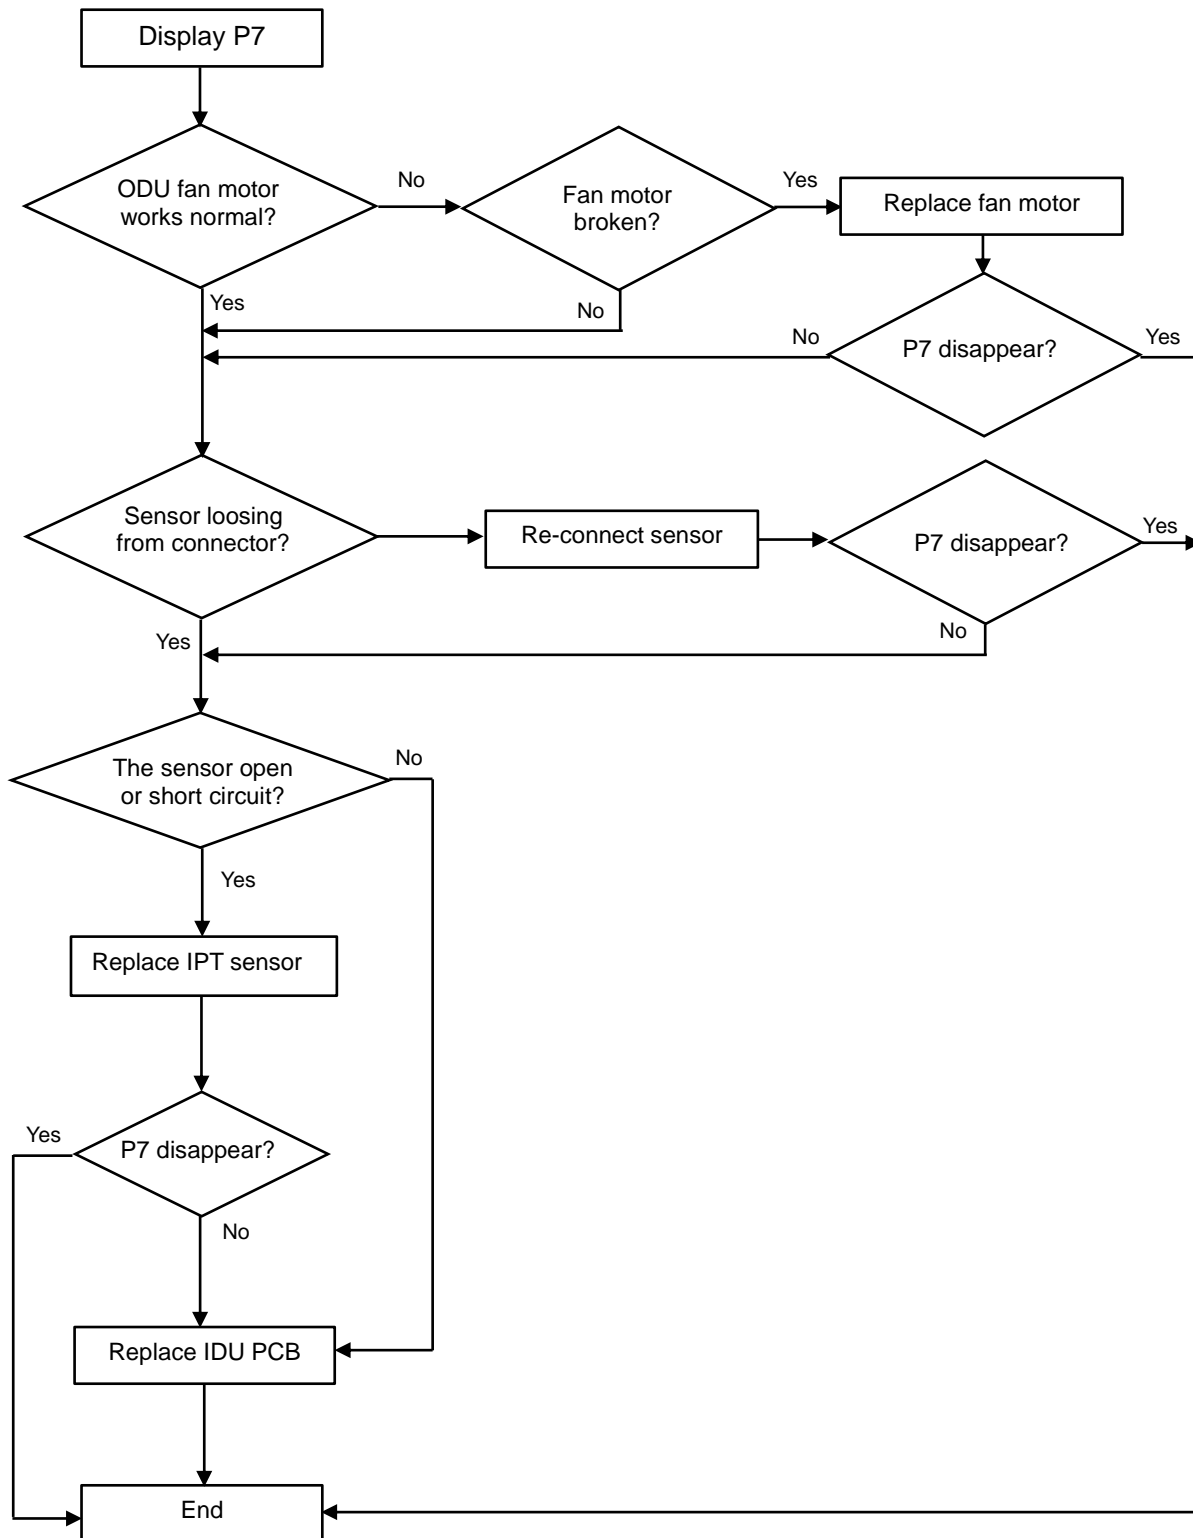 Display P7
ODU fan motor
works normal?
No
Fan motor
broken?
Yes
Replace fan motor
Yes
No
No
P7 disappear?
Yes
Sensor loosing
from connector?
Re-connect sensor
P7 disappear?
Yes
Yes
No
The sensor open
or short circuit?
No
Yes
Replace IPT sensor
Yes
P7 disappear?
No
Replace IDU PCB
End